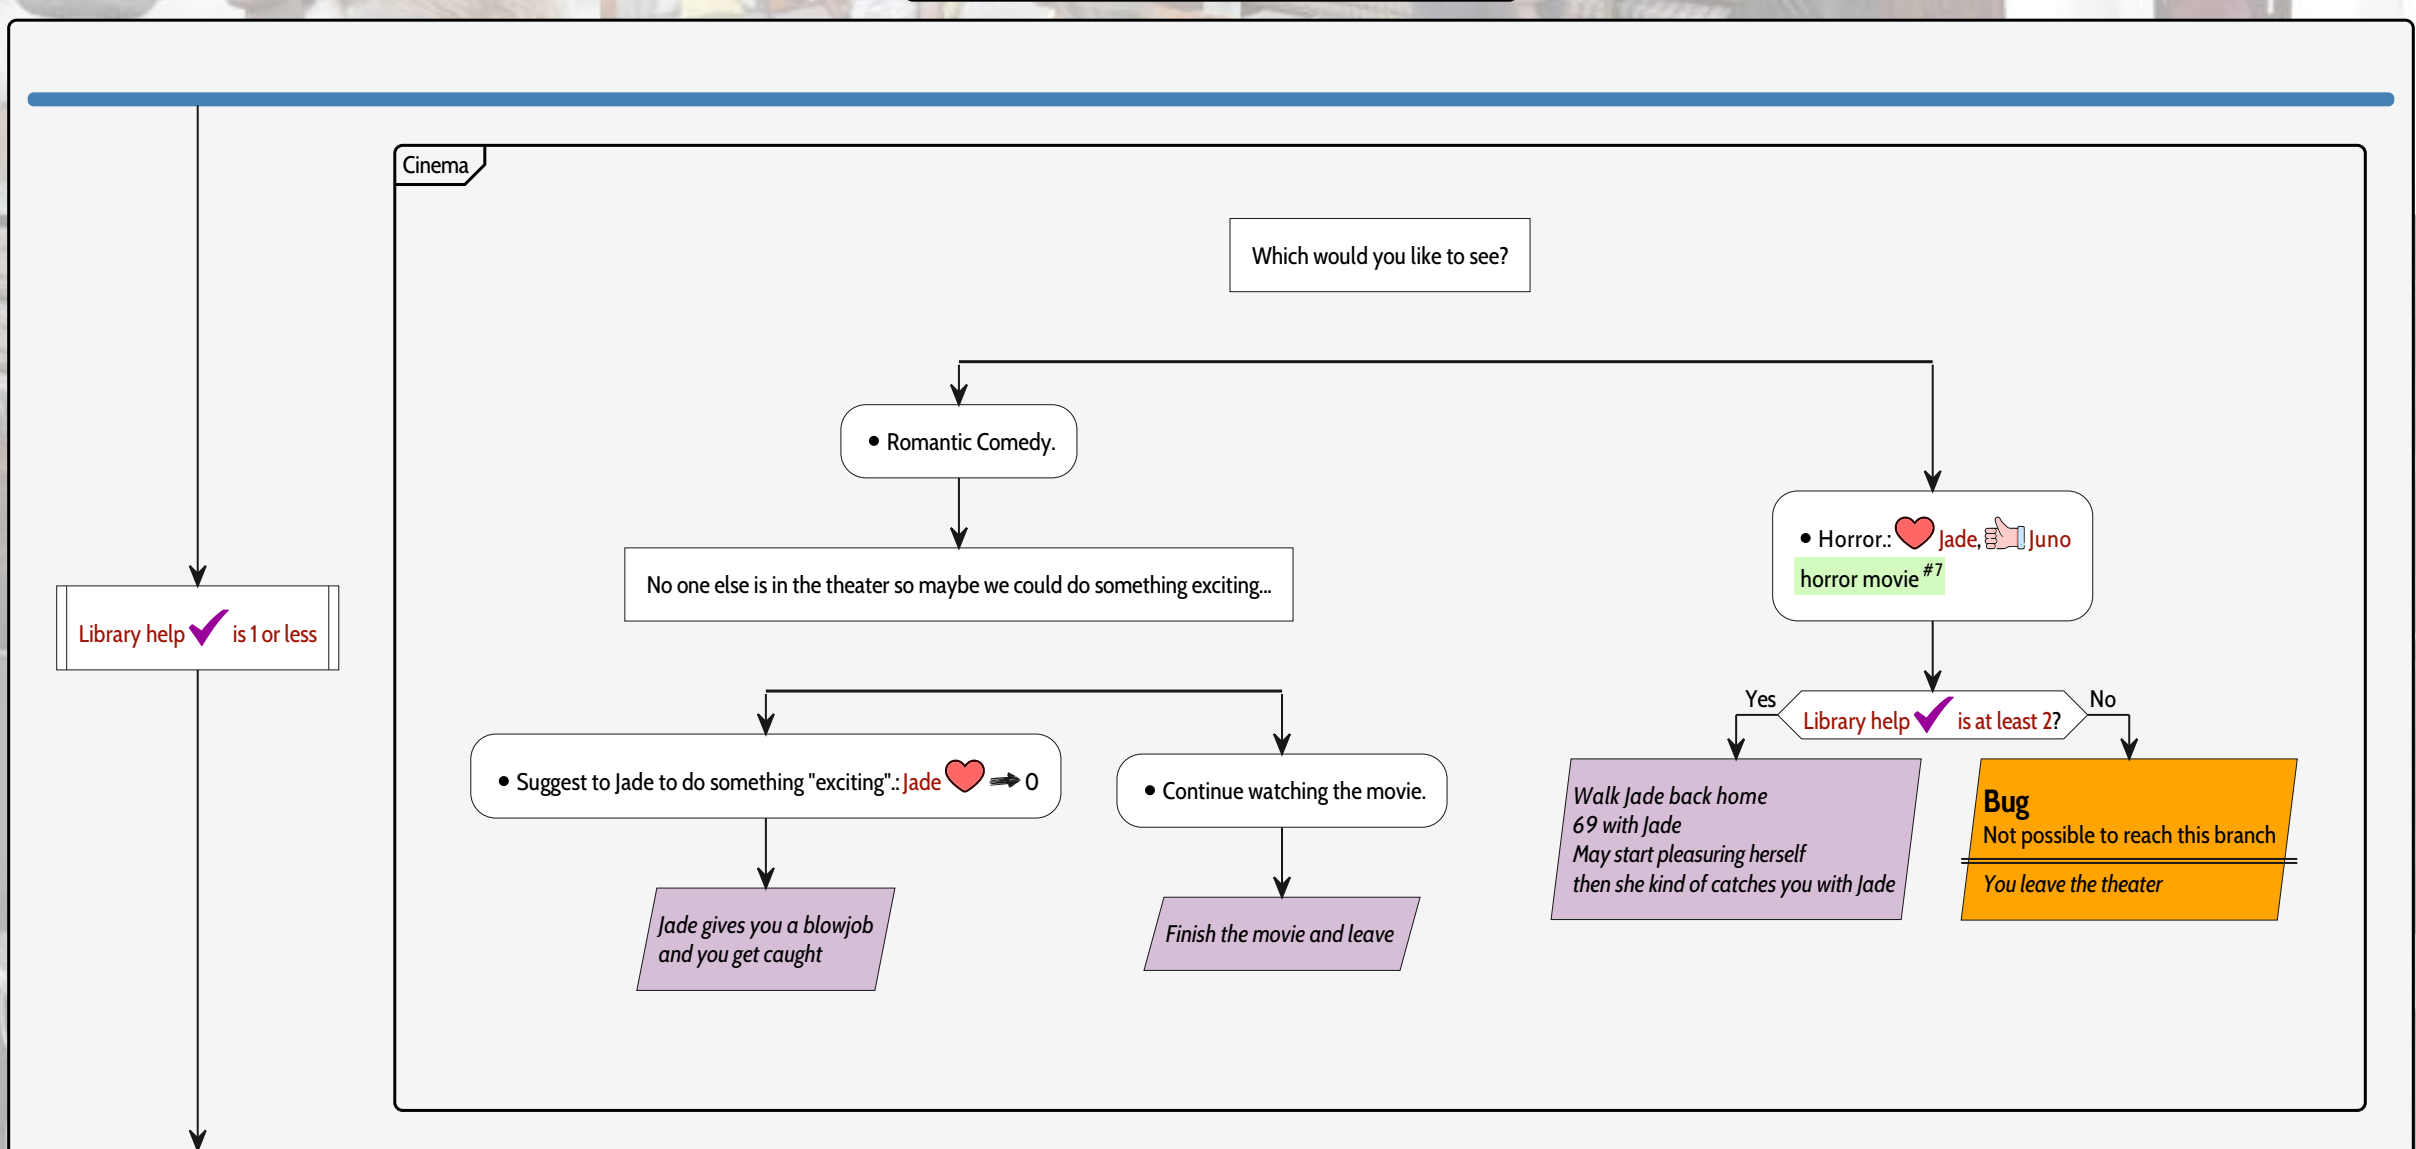 Cinema
Which would you like to see?
● Romantic Comedy.
No one else is in the theater so maybe we could do something exciting...
● Horror.: Jade, Juno
horror movie #7
Library help is 1 or less
Yes
Library help is at least 2?
No
● Suggest to Jade to do something "exciting".: Jade 0
● Continue watching the movie.
Walk Jade back home
69 with Jade
May start pleasuring herself
then she kind of catches you with Jade
Bug
Not possible to reach this branch
You leave the theater
Jade gives you a blowjob
and you get caught
Finish the movie and leave